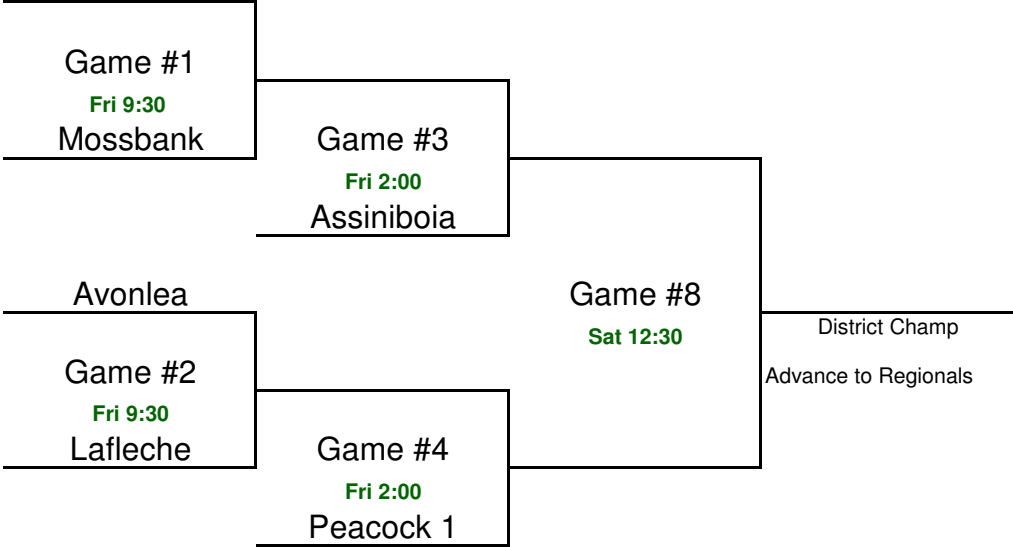 Game #1
Fri 9:30
Mossbank
Game #3
Fri 2:00
Assiniboia
Avonlea
Game #8
Sat 12:30
District Champ
Advance to Regionals
Game #2
Fri 9:30
Lafleche
Game #4
Fri 2:00
Peacock 1